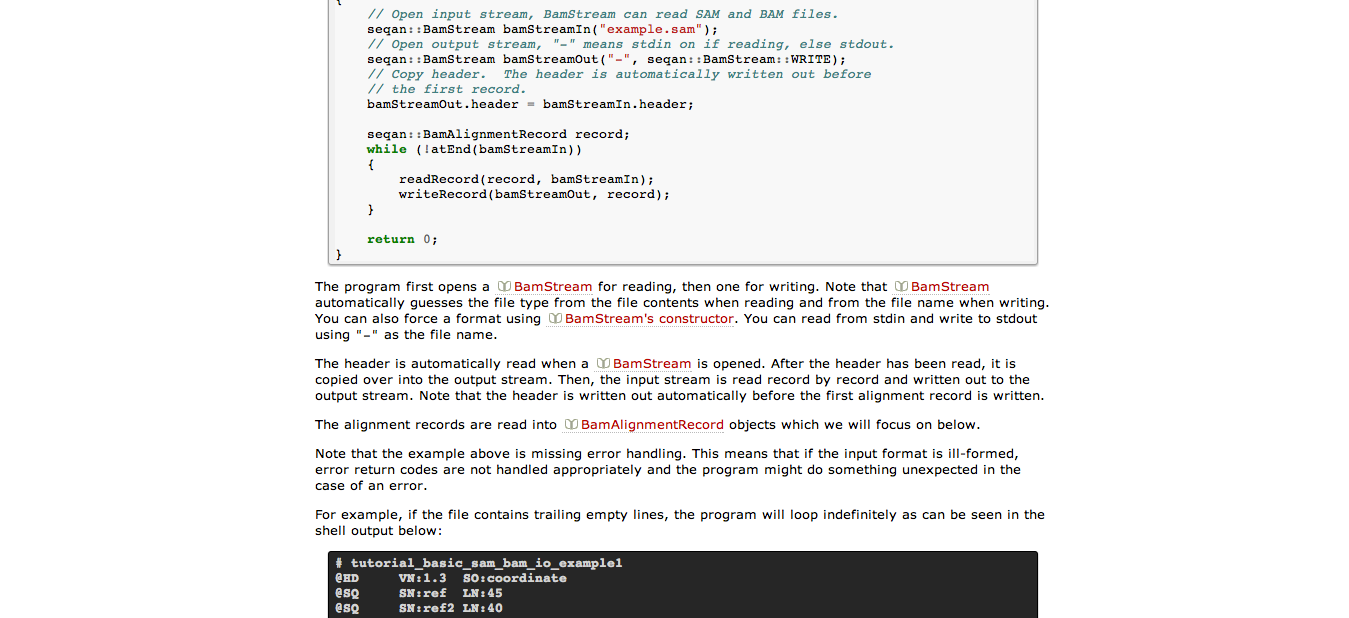 {
    // Open input stream, BamStream can read SAM and BAM files.
    seqan::BamStream bamStreamIn("example.sam");
    // Open output stream, "-" means stdin on if reading, else stdout.
    seqan::BamStream bamStreamOut("-", seqan::BamStream::WRITE);
    // Copy header.  The header is automatically written out before
    // the first record.
    bamStreamOut.header = bamStreamIn.header;
    seqan::BamAlignmentRecord record;
    while (!atEnd(bamStreamIn))
    {
        readRecord(record, bamStreamIn);
        writeRecord(bamStreamOut, record);
    }
    return 0;
}
The program first opens a BamStream for reading, then one for writing. Note that BamStream
automatically guesses the file type from the file contents when reading and from the file name when writing.
You can also force a format using BamStream's constructor. You can read from stdin and write to stdout
using "-" as the file name.
The header is automatically read when a BamStream is opened. After the header has been read, it is
copied over into the output stream. Then, the input stream is read record by record and written out to the
output stream. Note that the header is written out automatically before the first alignment record is written.
The alignment records are read into BamAlignmentRecord objects which we will focus on below.
Note that the example above is missing error handling. This means that if the input format is ill-formed,
error return codes are not handled appropriately and the program might do something unexpected in the
case of an error.
For example, if the file contains trailing empty lines, the program will loop indefinitely as can be seen in the
shell output below:
# tutorial_basic_sam_bam_io_example1
@HD     VN:1.3  SO:coordinate
@SQ     SN:ref  LN:45
@SQ     SN:ref2 LN:40